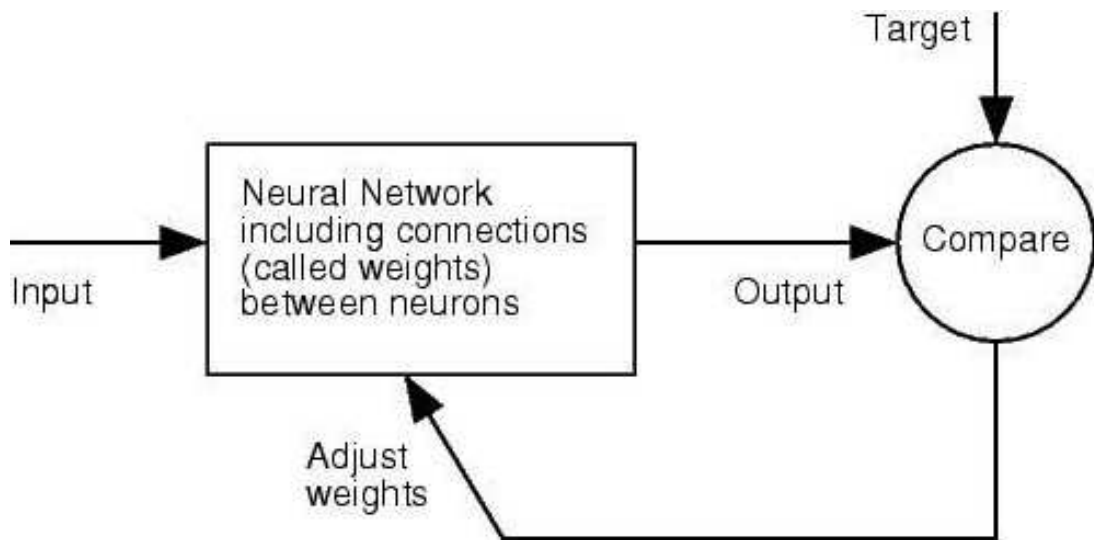 Target
Neural Network
including connections
(called weights)
between neurons
Compare
Input
Output
Adjust
weights